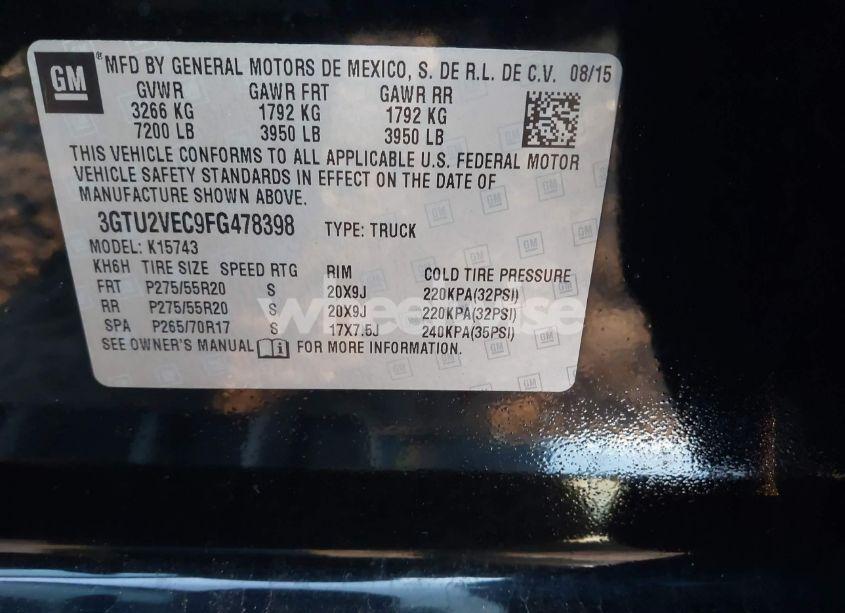 GM ® MFD BY GENERAL MOTORS DE MEXICO, S. DE R.L. DE C.V. 08/15
GVWR GAWR FRT GAWR RR
3266 KG 1792 KG 1792 KG
7200 LB 3950 LB 3950 LB
THIS VEHICLE CONFORMS TO ALL APPLICABLE U.S. FEDERAL MOTOR
VEHICLE SAFETY STANDARDS IN EFFECT ON THE DATE OF
MANUFACTURE SHOWN ABOVE.
3GTU2VEC9FG478398 TYPE: TRUCK
MODEL: K15743
KH6H TIRE SIZE SPEED RTG RIM COLD TIRE PRESSURE
FRT P275/55R20 S 20X9J 220KPA(32PSI)
RR P275/55R20 S 20X9J 220KPA(32PSI)
SPA P265/70R17 S 17X7.5J 240KPA(35PSI)
SEE OWNER'S MANUAL FOR MORE INFORMATION.